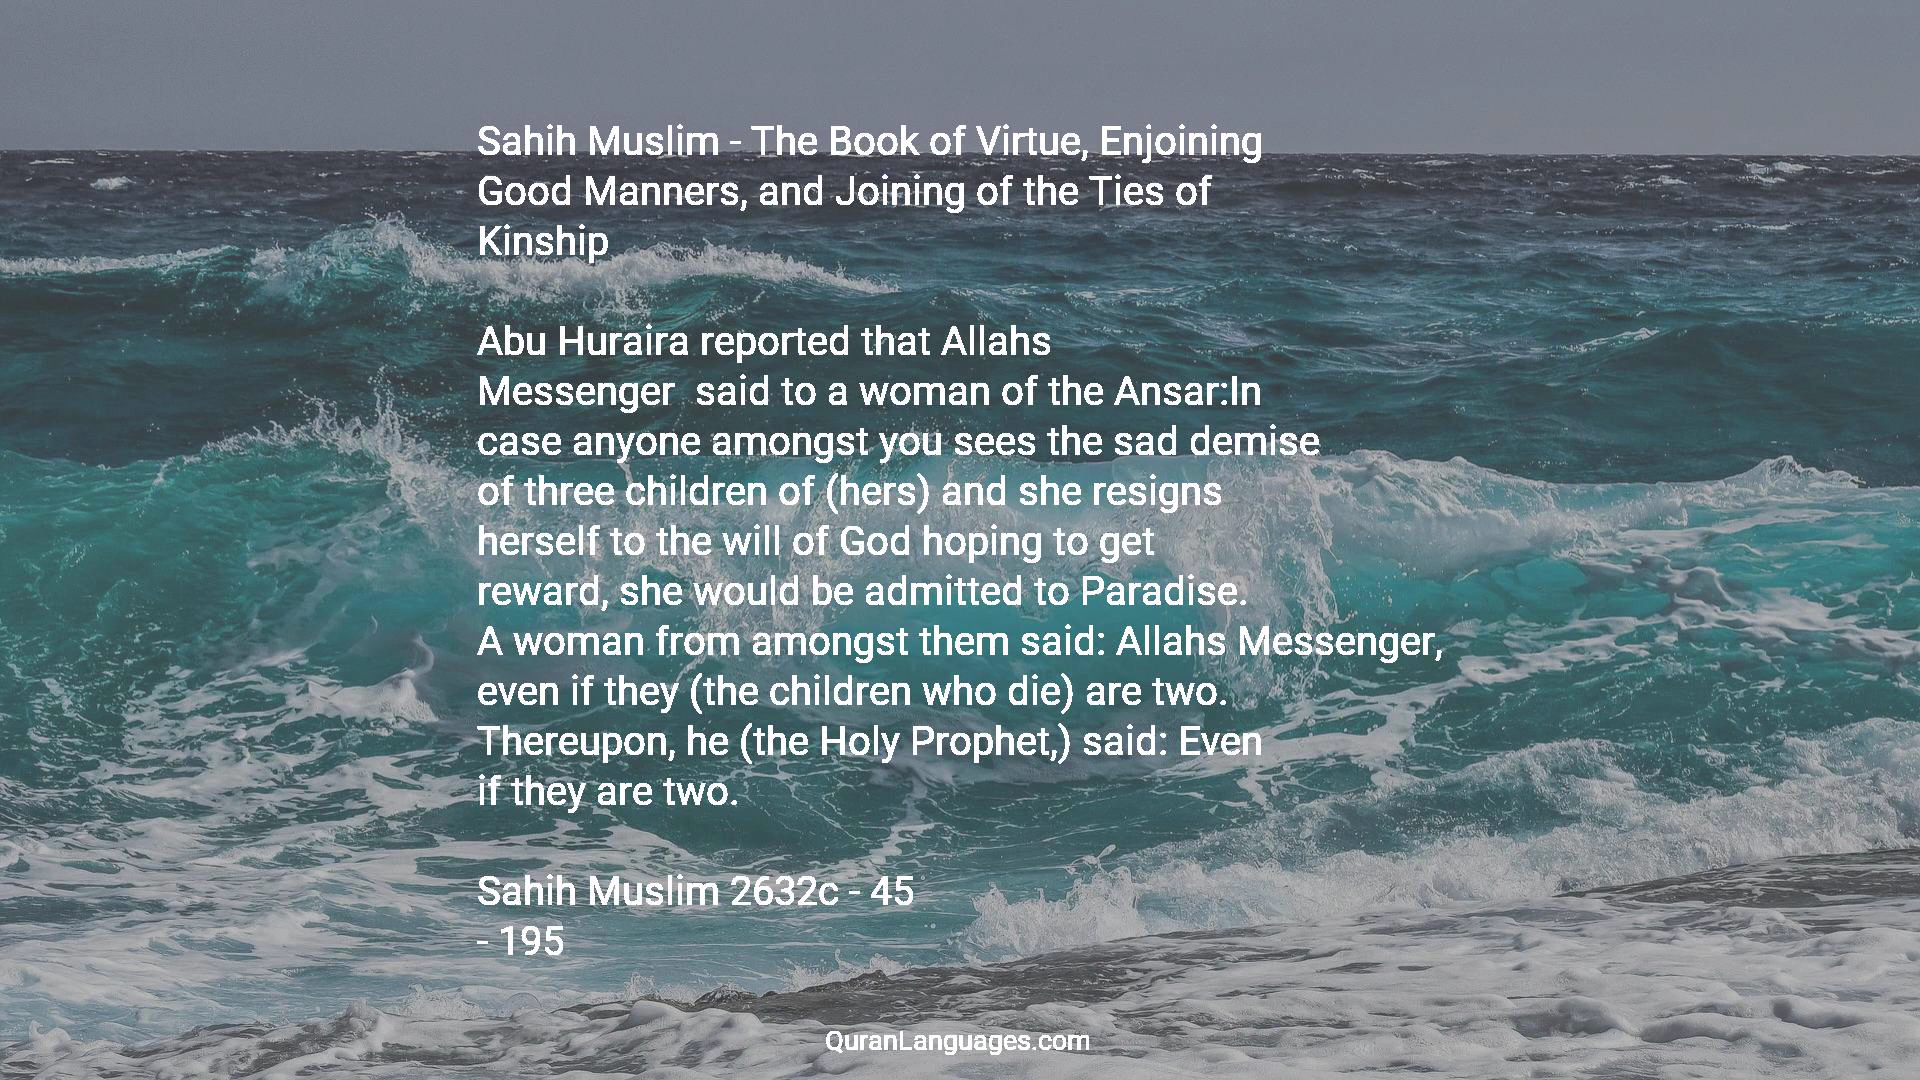 Sahih Muslim - The Book of Virtue, Enjoining
Good Manners, and Joining of the Ties of
Kinship
Abu Huraira reported that Allahs
Messenger  said to a woman of the Ansar:In
case anyone amongst you sees the sad demise
of three children of (hers) and she resigns
herself to the will of God hoping to get
reward, she would be admitted to Paradise.
A woman from amongst them said: Allahs Messenger,
even if they (the children who die) are two.
Thereupon, he (the Holy Prophet,) said: Even
if they are two.
Sahih Muslim 2632c - 45
- 195
QuranLanguages.com